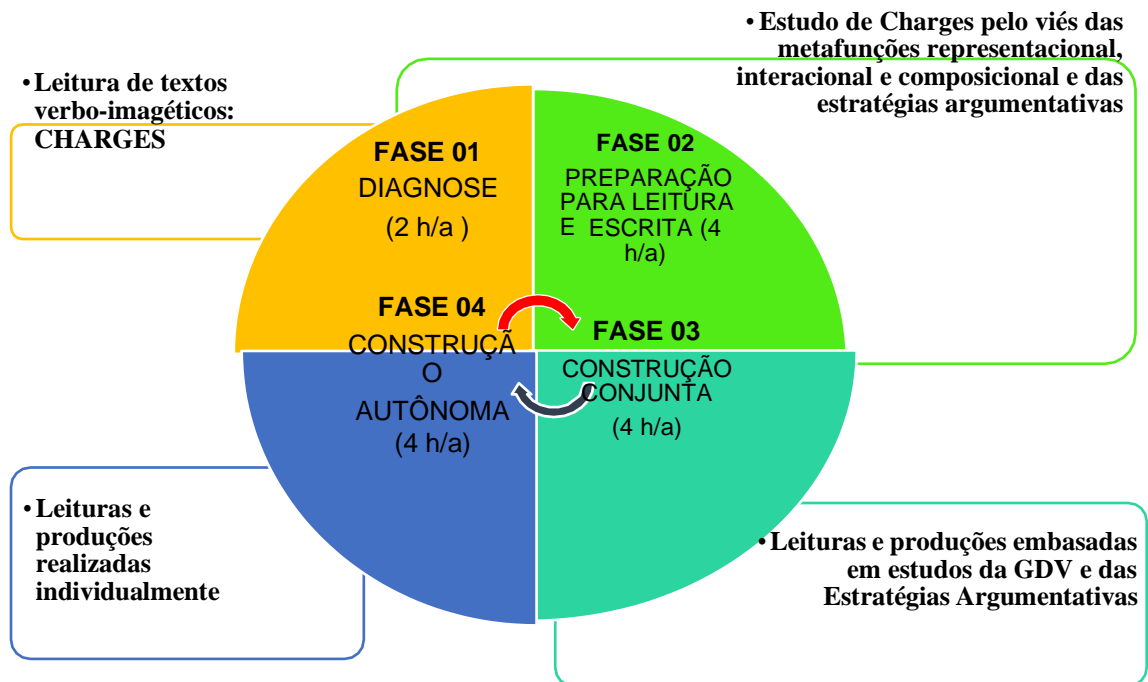 • Leitura de textos
verbo-imagéticos:
CHARGES
• Estudo de Charges pelo viés das
metafunções representacional,
interacional e composicional e das
estratégias argumentativas
FASE 01
DIAGNOSE
(2 h/a )
FASE 02
PREPARAÇÃO
PARA LEITURA
E ESCRITA (4
h/a)
FASE 04
CONSTRUÇÃ
O
AUTÔNOMA
(4 h/a)
FASE 03
CONSTRUÇÃO
CONJUNTA
(4 h/a)
• Leituras e
produções
realizadas
individualmente
• Leituras e produções embasadas
em estudos da GDV e das
Estratégias Argumentativas